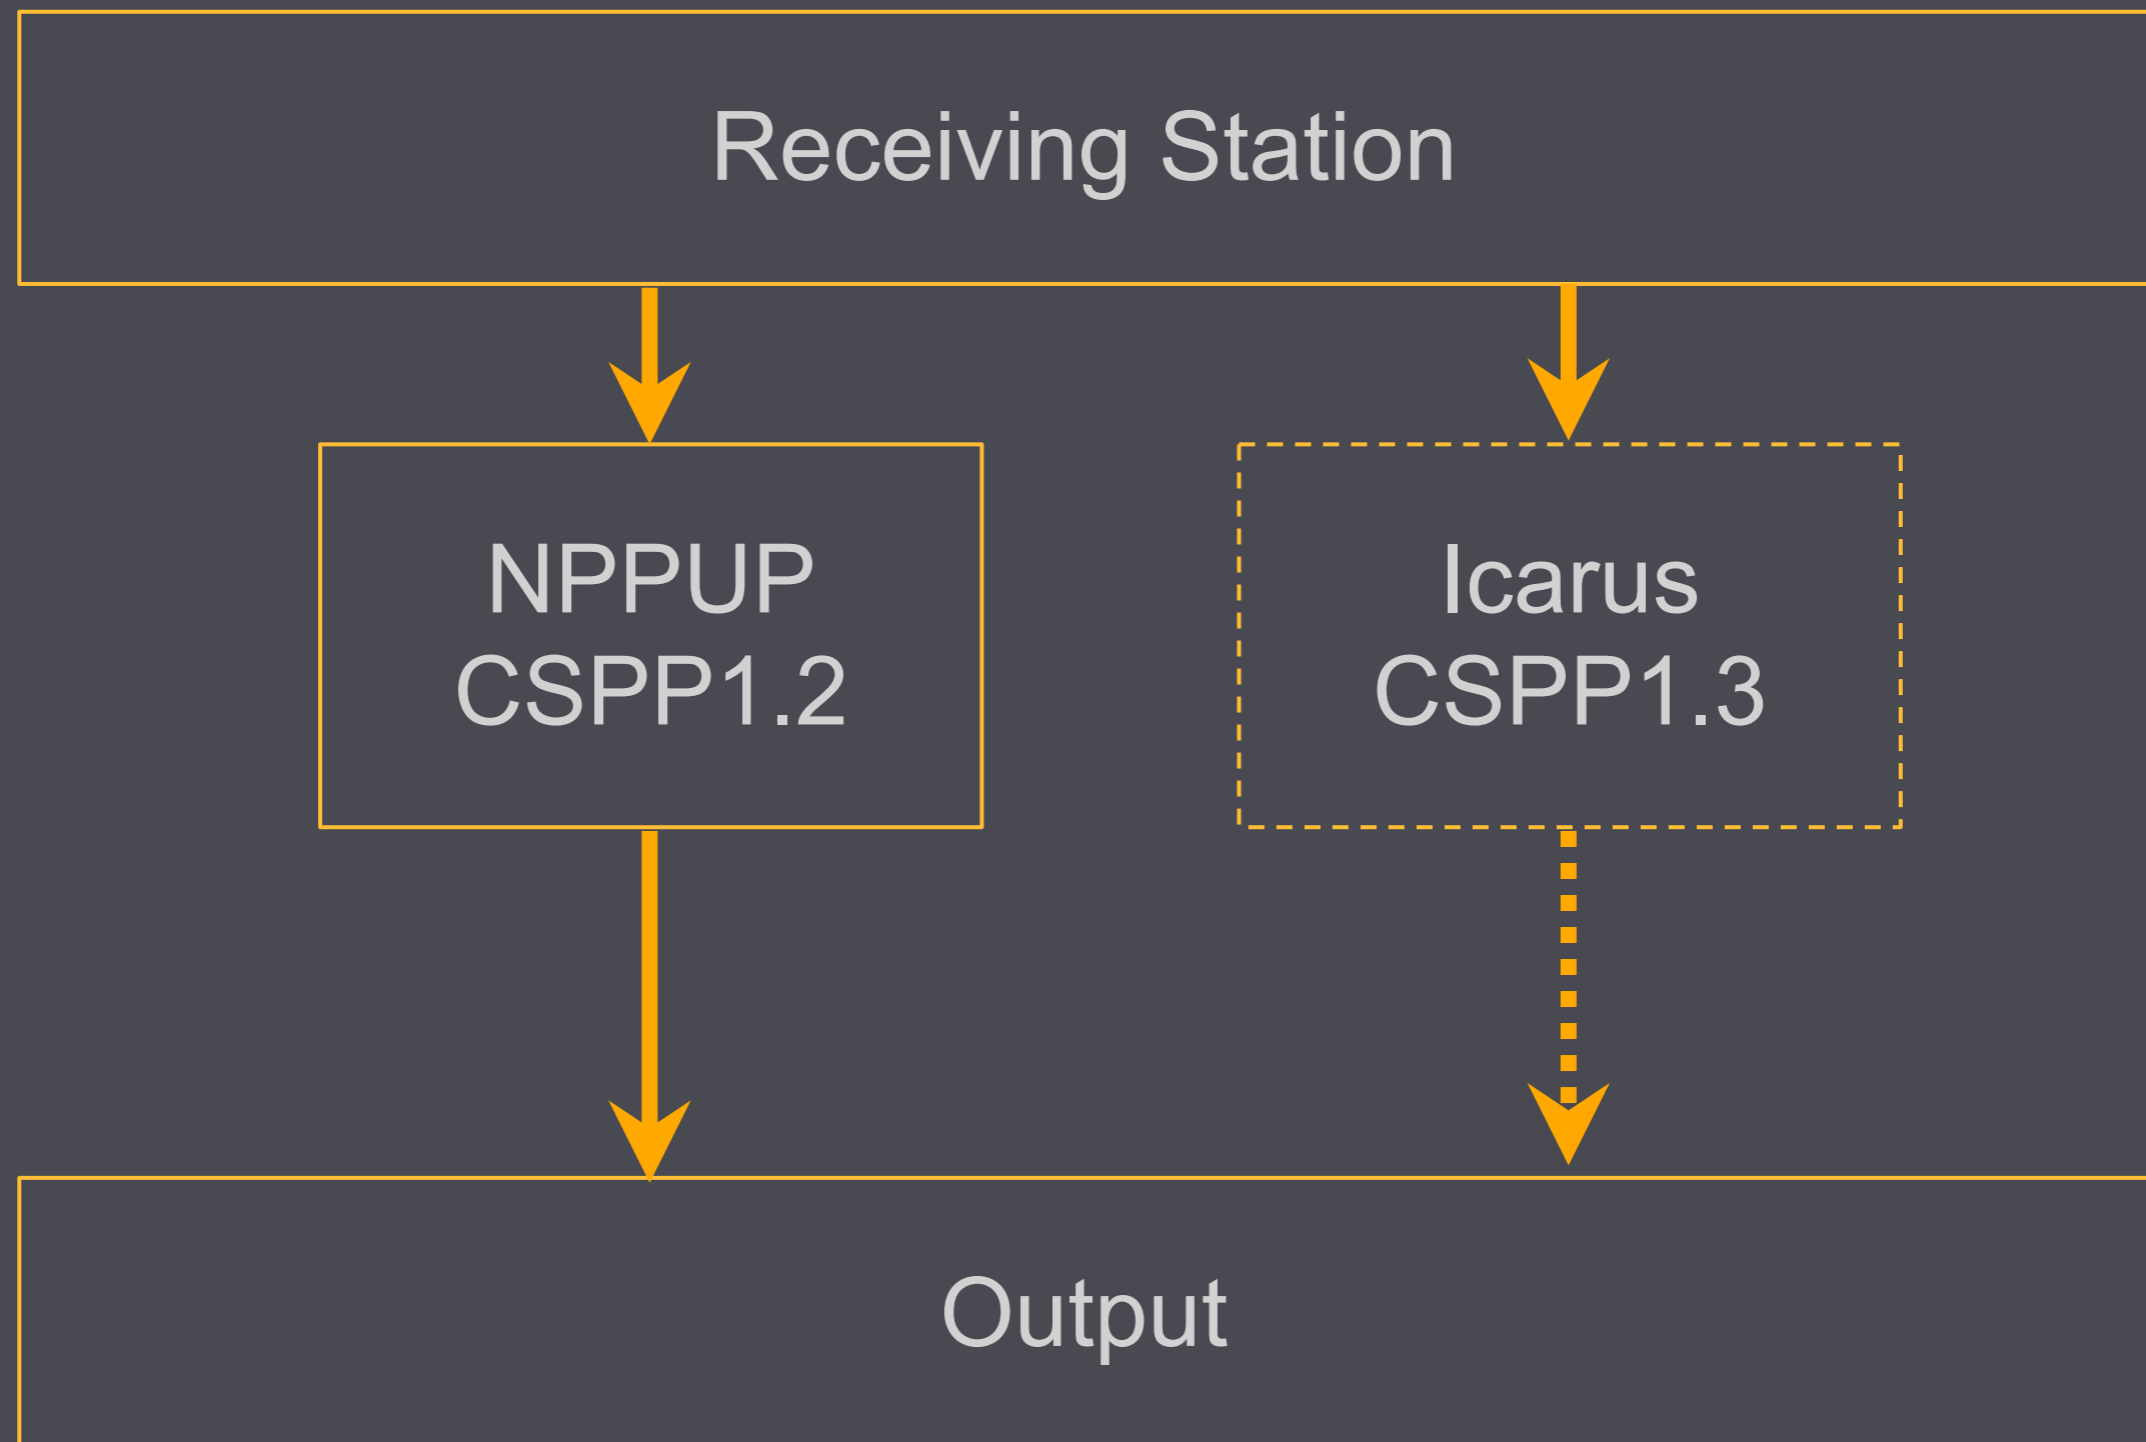 Receiving Station
NPPUP
CSPP1.2
Icarus
CSPP1.3
Output